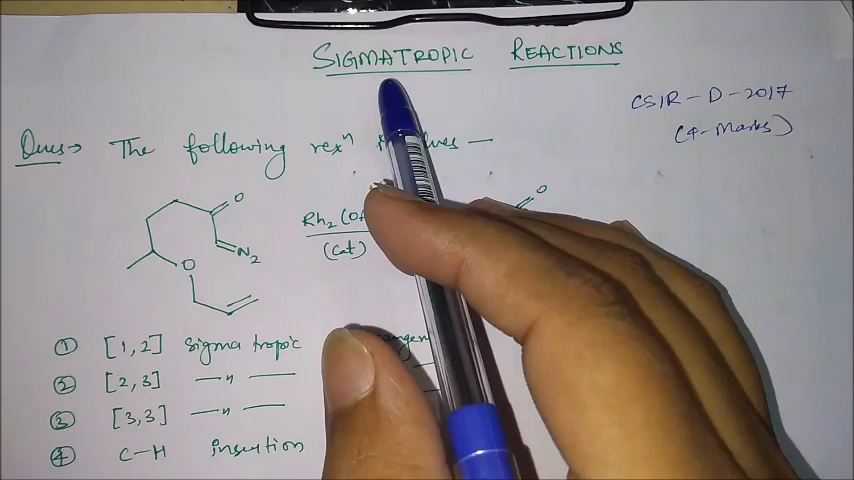 SIGMATROPIC REACTIONS
CSIR-D-2017
(4-Marks)
Ques→ The following rexⁿ —
O
N₂
O
Rh₂(OA
(Cat)
O
① [1,2] Sigma tropic
② [2,3] —〃—
③ [3,3] —〃—
④ C-H insertion